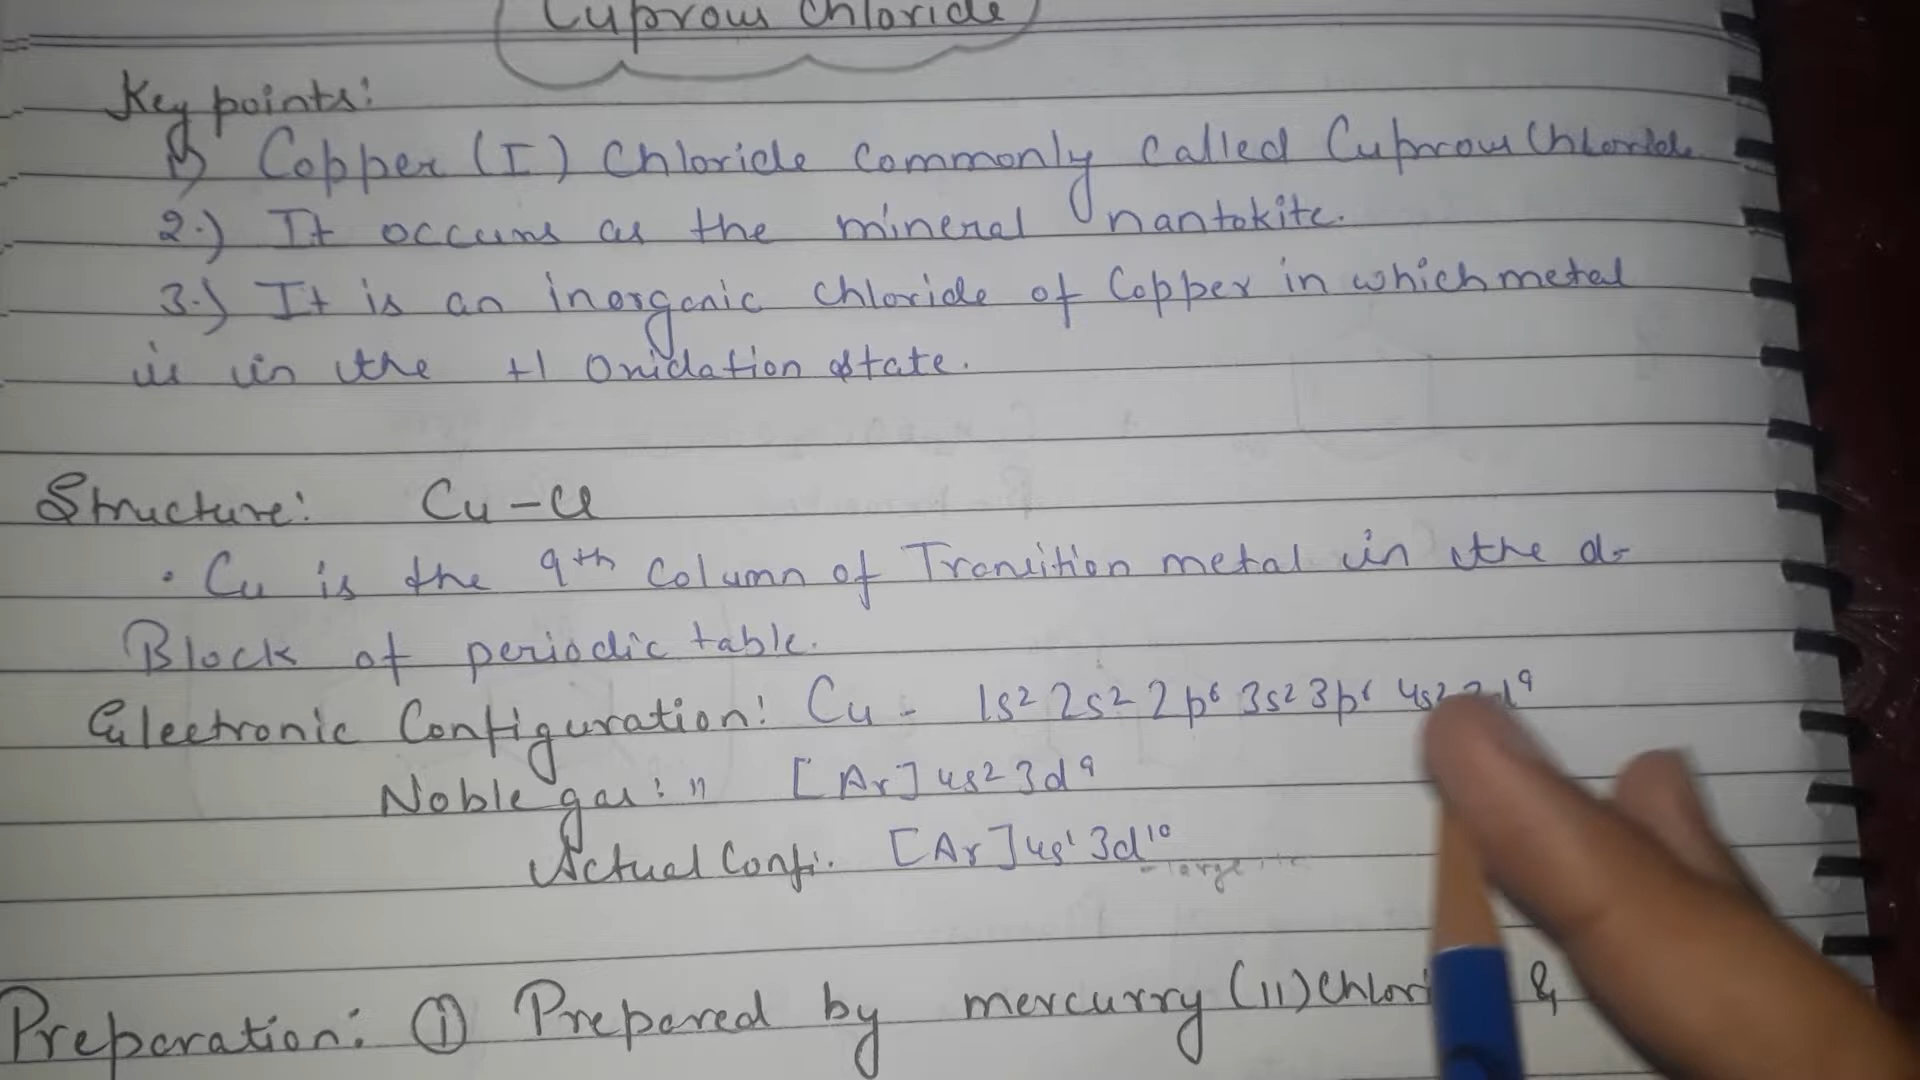 Cuprous Chloride
Key points:
1) Copper (I) Chloride commonly called Cuprous Chloride
2.) It occurs as the mineral nantokite.
3.) It is an inorganic chloride of Copper in which metal
is in the +1 Oxidation state.
Structure: Cu-Cl
• Cu is the 9th Column of Transition metal in the d-
Block of periodic table.
Electronic Configuration: Cu - 1s² 2s² 2p⁶ 3s² 3p⁶ 4s² 3d⁹
Noble gas: " [Ar] 4s² 3d⁹
Actual Confi. [Ar] 4s¹ 3d¹⁰
Preparation: ① Prepared by mercurry (II) Chlori &